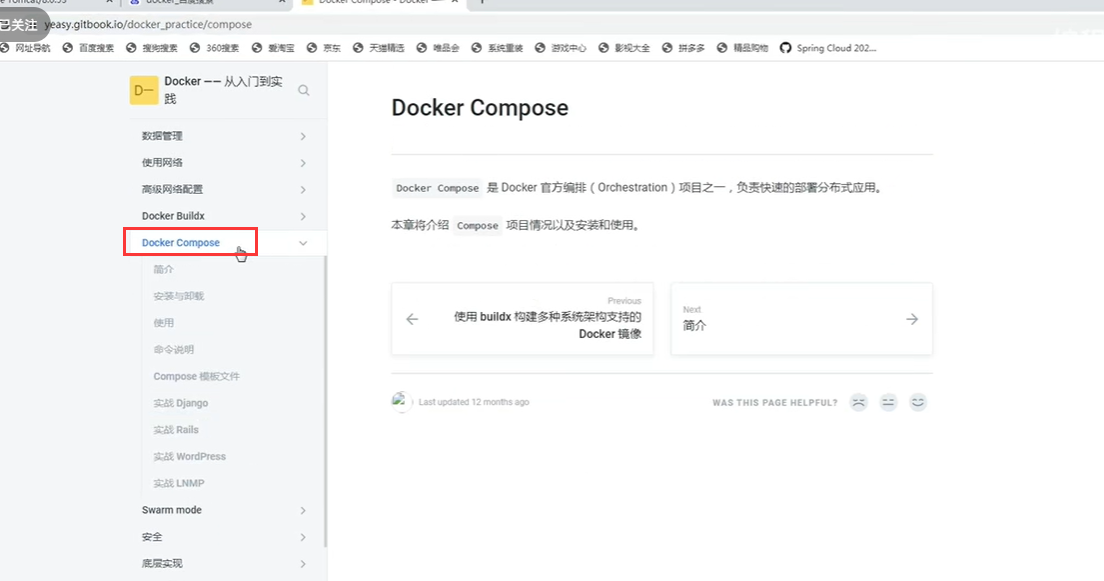 docker_百度搜索
Docker Compose - Docker ——
已关注
yeasy.gitbook.io/docker_practice/compose
网址导航
百度搜索
搜狗搜索
360搜索
爱淘宝
京东
天猫精选
唯品会
系统重装
游戏中心
影视大全
拼多多
精品购物
Spring Cloud 202...
D一
Docker —— 从入门到实
践
数据管理
使用网络
高级网络配置
Docker Buildx
Docker Compose
简介
安装与卸载
使用
命令说明
Compose 模板文件
实战 Django
实战 Rails
实战 WordPress
实战 LNMP
Swarm mode
安全
底层实现
Docker Compose
Docker Compose 是 Docker 官方编排（Orchestration）项目之一，负责快速的部署分布式应用。
本章将介绍 Compose 项目情况以及安装和使用。
Previous
使用 buildx 构建多种系统架构支持的
Docker 镜像
Next
简介
Last updated 12 months ago
WAS THIS PAGE HELPFUL?